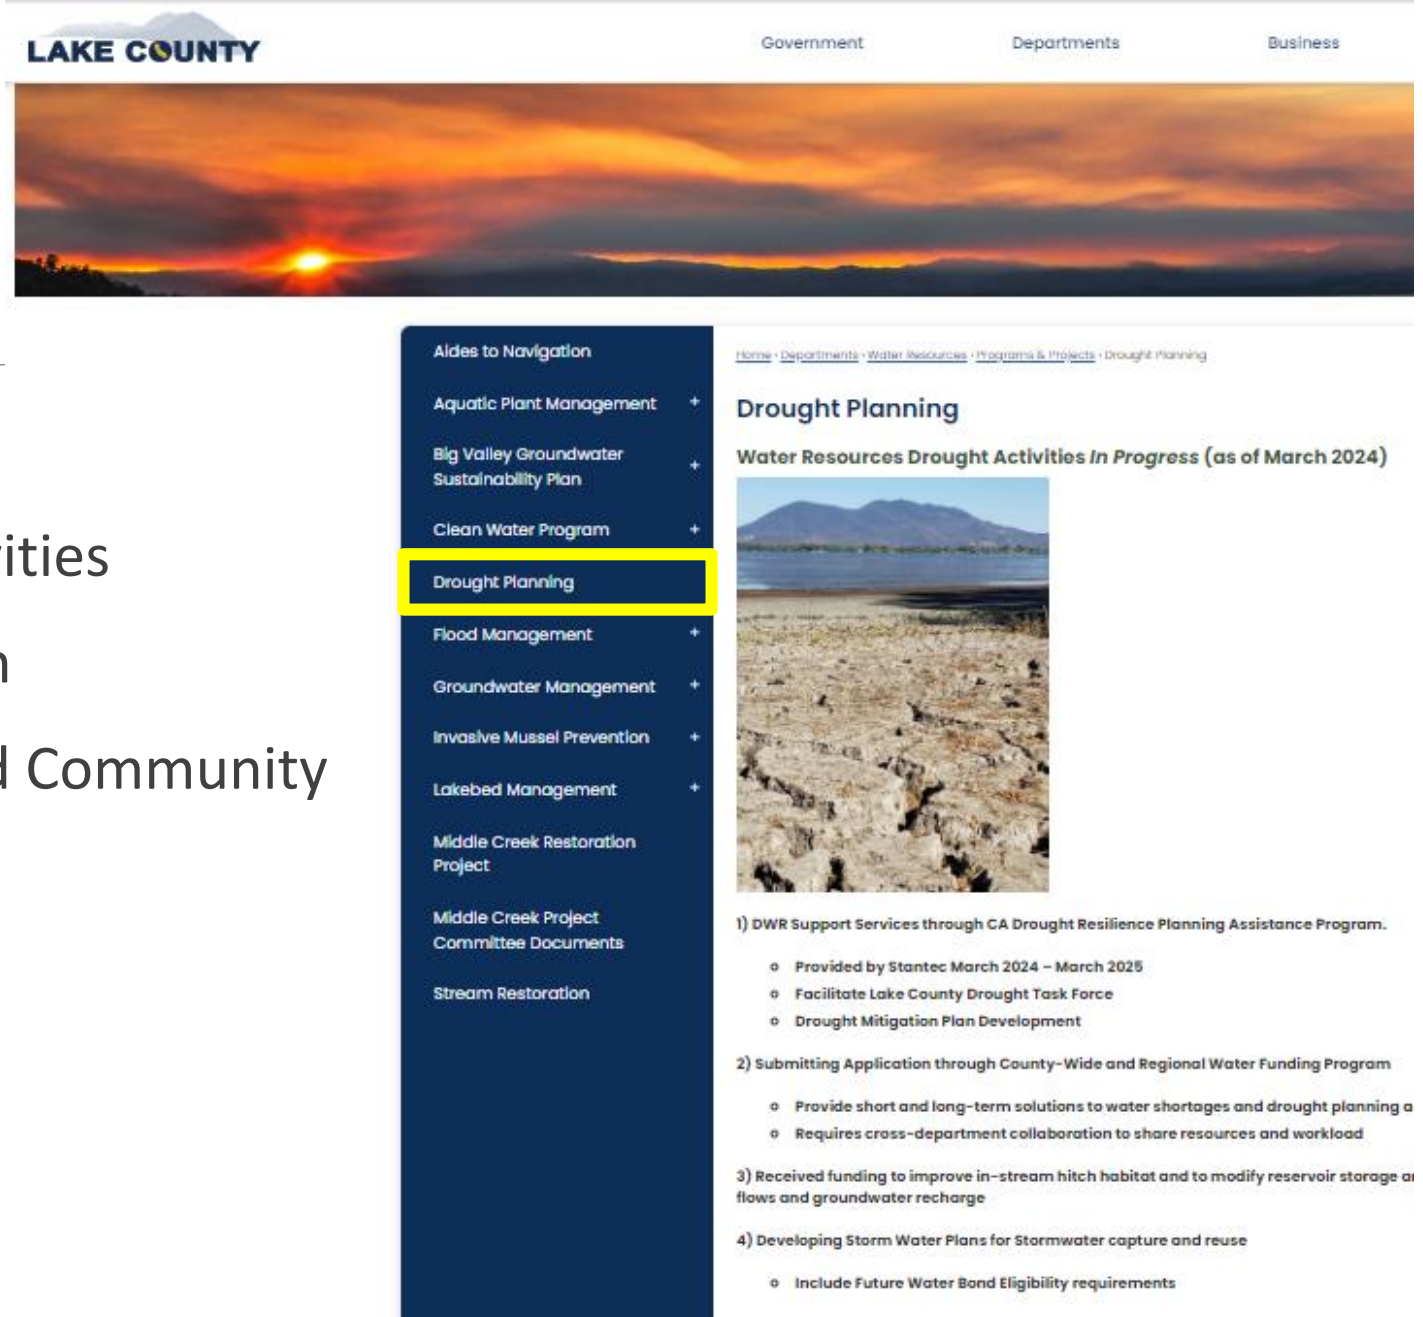 LAKE COUNTY
Government
Departments
Business
ities
n
d Community
Aides to Navigation
Aquatic Plant Management +
Big Valley Groundwater +
Sustainability Plan
Clean Water Program +
Drought Planning
Flood Management +
Groundwater Management +
Invasive Mussel Prevention +
Lakebed Management +
Middle Creek Restoration
Project
Middle Creek Project
Committee Documents
Stream Restoration
Home › Departments › Water Resources › Programs & Projects › Drought Planning
Drought Planning
Water Resources Drought Activities In Progress (as of March 2024)
1) DWR Support Services through CA Drought Resilience Planning Assistance Program.
Provided by Stantec March 2024 – March 2025
Facilitate Lake County Drought Task Force
Drought Mitigation Plan Development
2) Submitting Application through County-Wide and Regional Water Funding Program
Provide short and long-term solutions to water shortages and drought planning a
Requires cross-department collaboration to share resources and workload
3) Received funding to improve in-stream hitch habitat and to modify reservoir storage
flows and groundwater recharge
4) Developing Storm Water Plans for Stormwater capture and reuse
Include Future Water Bond Eligibility requirements